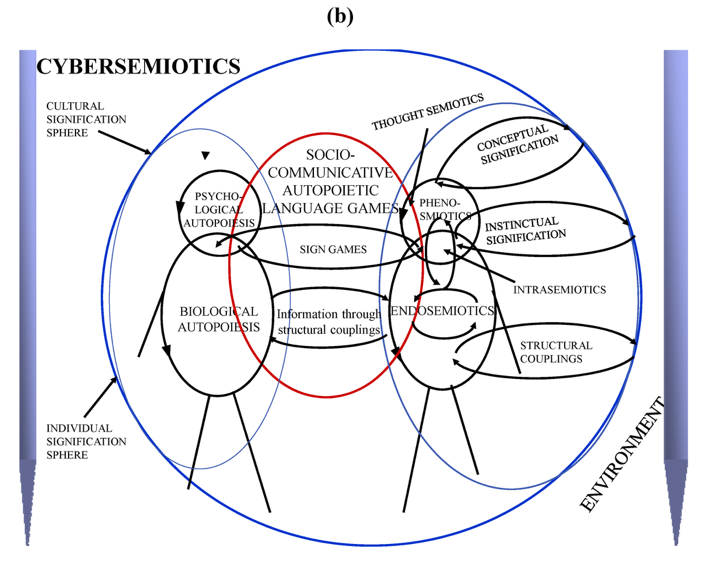 (b)
CYBERSEMIOTICS
CULTURAL
SIGNIFICATION
SPHERE
THOUGHT SEMIOTICS
CONCEPTUAL
SIGNIFICATION
SOCIO-
COMMUNICATIVE
AUTOPOIETIC
LANGUAGE GAMES
PSYCHO-
LOGICAL
AUTOPOIESIS
PHENO-
SMIOTICS
INSTINCTUAL
SIGNIFICATION
SIGN GAMES
INTRASEMIOTICS
BIOLOGICAL
AUTOPOIESIS
Information through
structural couplings
ENDOSEMIOTICS
STRUCTURAL
COUPLINGS
INDIVIDUAL
SIGNIFICATION
SPHERE
ENVIRONMENT